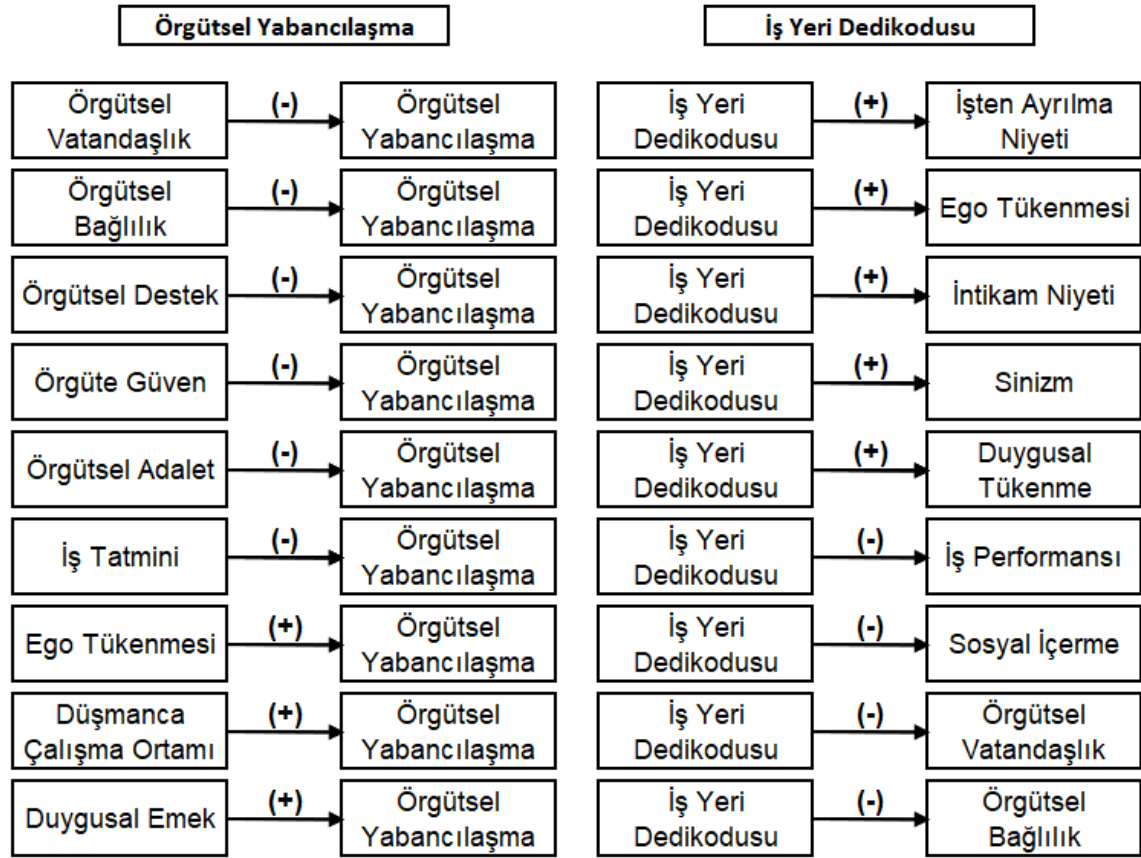 Örgütsel Yabancılaşma
İş Yeri Dedikodusu
Örgütsel
Vatandaşlık
(-)
Örgütsel
Yabancılaşma
İş Yeri
Dedikodusu
(+)
İşten Ayrılma
Niyeti
Örgütsel
Bağlılık
(-)
Örgütsel
Yabancılaşma
İş Yeri
Dedikodusu
(+)
Ego Tükenmesi
Örgütsel Destek
(-)
Örgütsel
Yabancılaşma
İş Yeri
Dedikodusu
(+)
İntikam Niyeti
Örgüte Güven
(-)
Örgütsel
Yabancılaşma
İş Yeri
Dedikodusu
(+)
Sinizm
Örgütsel Adalet
(-)
Örgütsel
Yabancılaşma
İş Yeri
Dedikodusu
(+)
Duygusal
Tükenme
İş Tatmini
(-)
Örgütsel
Yabancılaşma
İş Yeri
Dedikodusu
(-)
İş Performansı
Ego Tükenmesi
(+)
Örgütsel
Yabancılaşma
İş Yeri
Dedikodusu
(-)
Sosyal İçerme
Düşmanca
Çalışma Ortamı
(+)
Örgütsel
Yabancılaşma
İş Yeri
Dedikodusu
(-)
Örgütsel
Vatandaşlık
Duygusal Emek
(+)
Örgütsel
Yabancılaşma
İş Yeri
Dedikodusu
(-)
Örgütsel
Bağlılık